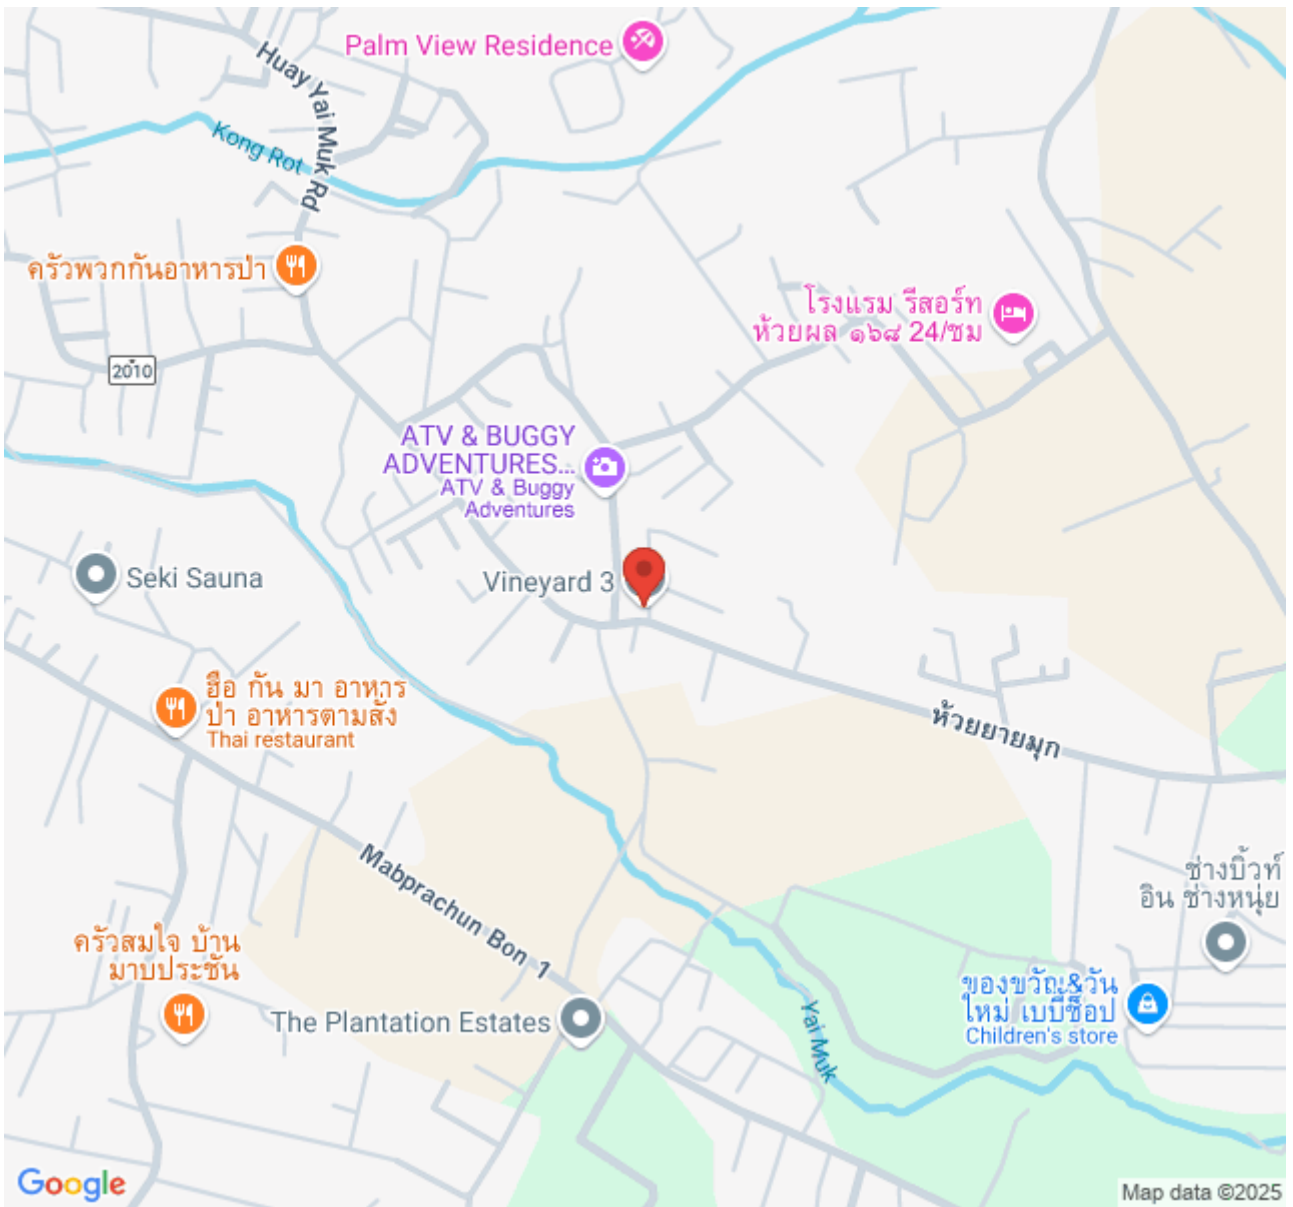 Palm View Residence
Huay Yai Muk Rd
Kong Rot
ครัวพวกกันอาหารป่า
โรงแรม รีสอร์ท
ห้วยผล ๑๖๘ 24/ชม
2010
ATV & BUGGY
ADVENTURES...
ATV & Buggy
Adventures
Seki Sauna
Vineyard 3
ฮือ กัน มา อาหาร
ป่า อาหารตามสั่ง
Thai restaurant
ห้วยยายมุก
Mabprachun Bon 1
ช่างบิ้วท์
อิน ช่างหนุ่ย
ครัวสมใจ บ้าน
มาบประชัน
ของขวัญ&วัน
ใหม่ เบบี้ช็อป
Children's store
The Plantation Estates
Yai Muk
Google
Map data ©2025